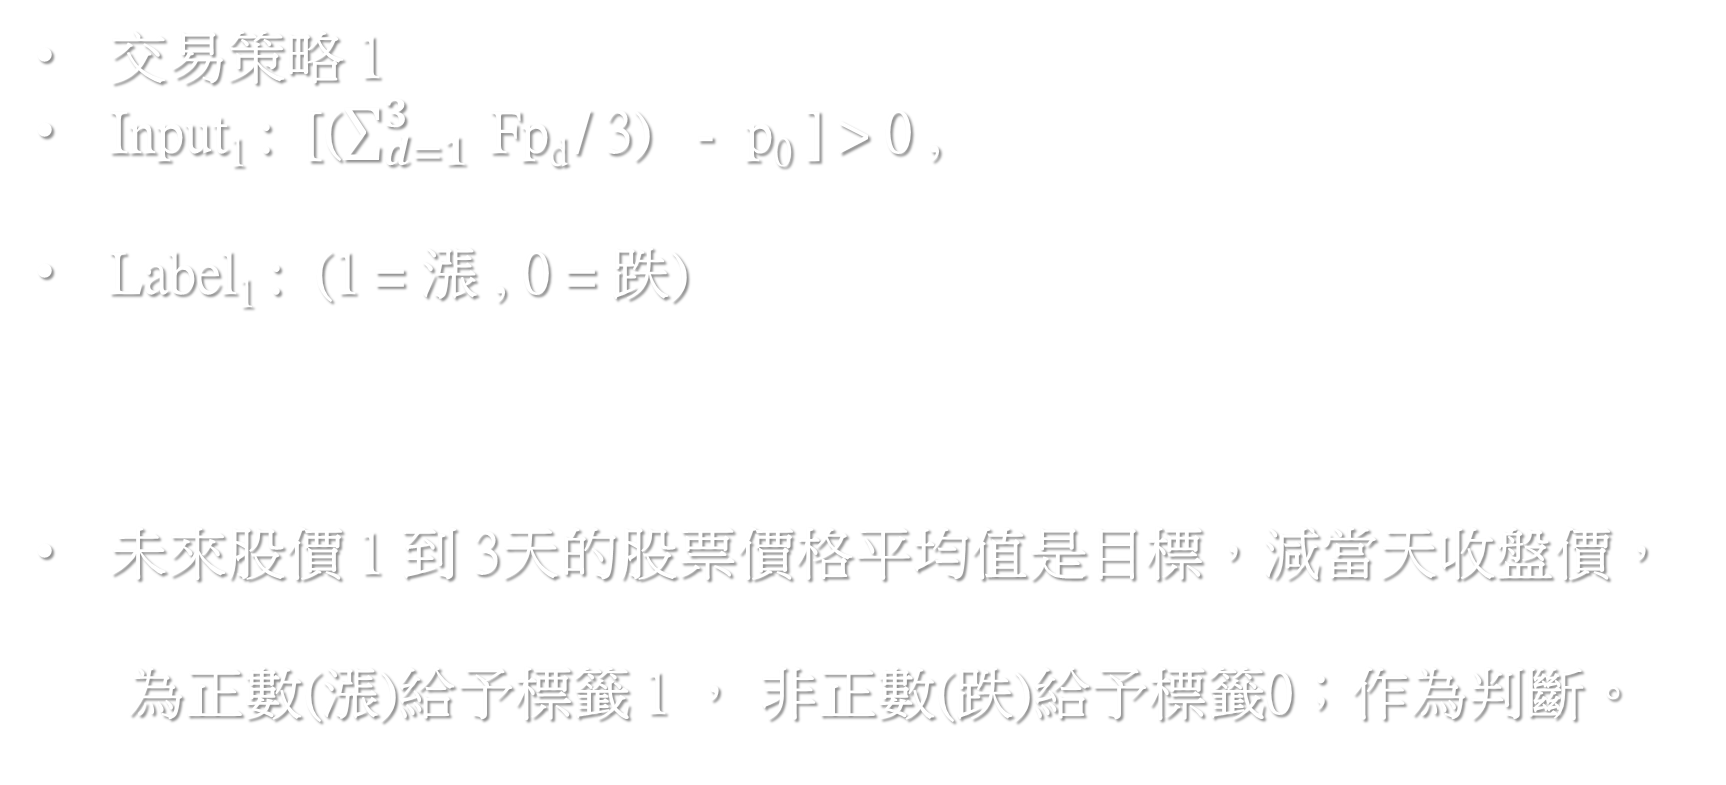 • 交易策略 1
• Input₁ : [(∑³d=1 Fpd / 3) - p₀ ] > 0 ,
• Label₁ : (1 = 漲 , 0 = 跌)
• 未來股價 1 到 3天的股票價格平均值是目標，減當天收盤價，
為正數(漲)給予標籤 1 ， 非正數(跌)給予標籤0；作為判斷。